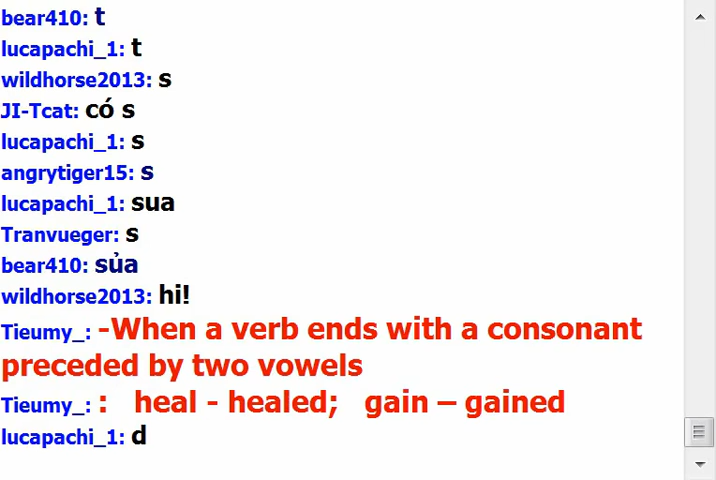 bear410: t
lucapachi_1: t
wildhorse2013: s
JI-Tcat: có s
lucapachi_1: s
angrytiger15: s
lucapachi_1: sua
Tranvueger: s
bear410: sủa
wildhorse2013: hi!
Tieumy_: -When a verb ends with a consonant
preceded by two vowels
Tieumy_: :   heal - healed;   gain – gained
lucapachi_1: d